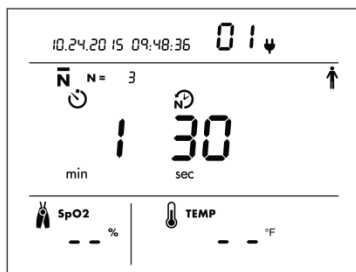 10.24.2015 09:48:36 01
N N = 3
N
1 30
min sec
SpO2 TEMP
-- % -- °F